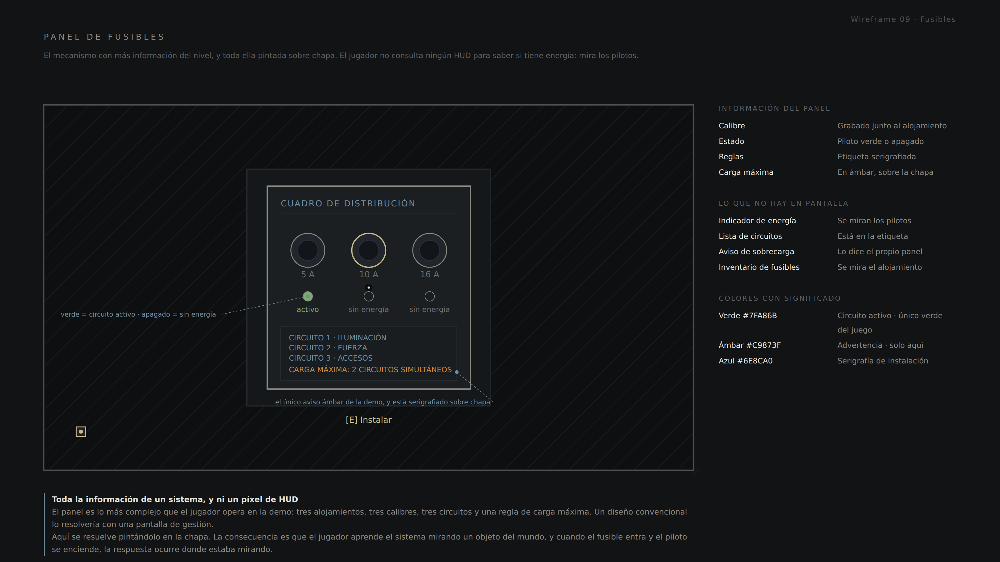 Wireframe 09 · Fusibles
PANEL DE FUSIBLES
El mecanismo con más información del nivel, y toda ella pintada sobre chapa. El jugador no consulta ningún HUD para saber si tiene energía: mira los pilotos.
CUADRO DE DISTRIBUCIÓN
5 A
10 A
16 A
activo
sin energía
sin energía
verde = circuito activo · apagado = sin energía
CIRCUITO 1 · ILUMINACIÓN
CIRCUITO 2 · FUERZA
CIRCUITO 3 · ACCESOS
CARGA MÁXIMA: 2 CIRCUITOS SIMULTÁNEOS
el único aviso ámbar de la demo, y está serigrafiado sobre chapa
[E] Instalar
INFORMACIÓN DEL PANEL
Calibre Grabado junto al alojamiento
Estado Piloto verde o apagado
Reglas Etiqueta serigrafiada
Carga máxima En ámbar, sobre la chapa
LO QUE NO HAY EN PANTALLA
Indicador de energía Se miran los pilotos
Lista de circuitos Está en la etiqueta
Aviso de sobrecarga Lo dice el propio panel
Inventario de fusibles Se mira el alojamiento
COLORES CON SIGNIFICADO
Verde #7FA86B Circuito activo · único verde
del juego
Ámbar #C9873F Advertencia · solo aquí
Azul #6E8CA0 Serigrafía de instalación
Toda la información de un sistema, y ni un píxel de HUD
El panel es lo más complejo que el jugador opera en la demo: tres alojamientos, tres calibres, tres circuitos y una regla de carga máxima. Un diseño convencional
lo resolvería con una pantalla de gestión.
Aquí se resuelve pintándolo en la chapa. La consecuencia es que el jugador aprende el sistema mirando un objeto del mundo, y cuando el fusible entra y el piloto
se enciende, la respuesta ocurre donde estaba mirando.